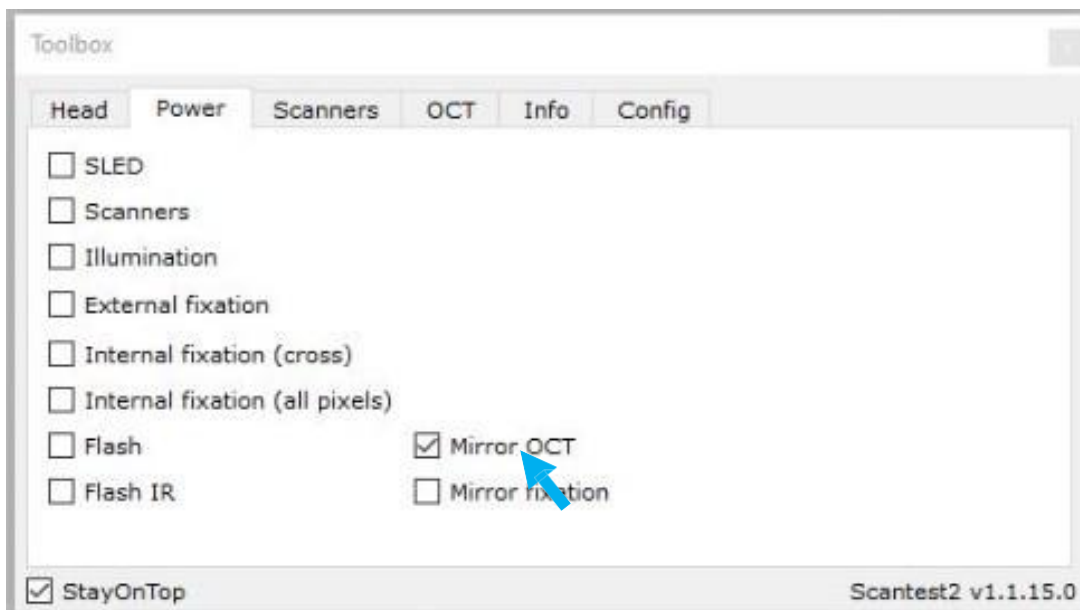 Toolbox
Head Power Scanners OCT Info Config
SLED
Scanners
Illumination
External fixation
Internal fixation (cross)
Internal fixation (all pixels)
Flash Mirror OCT
Flash IR Mirror fixation
StayOnTop Scantest2 v1.1.15.0